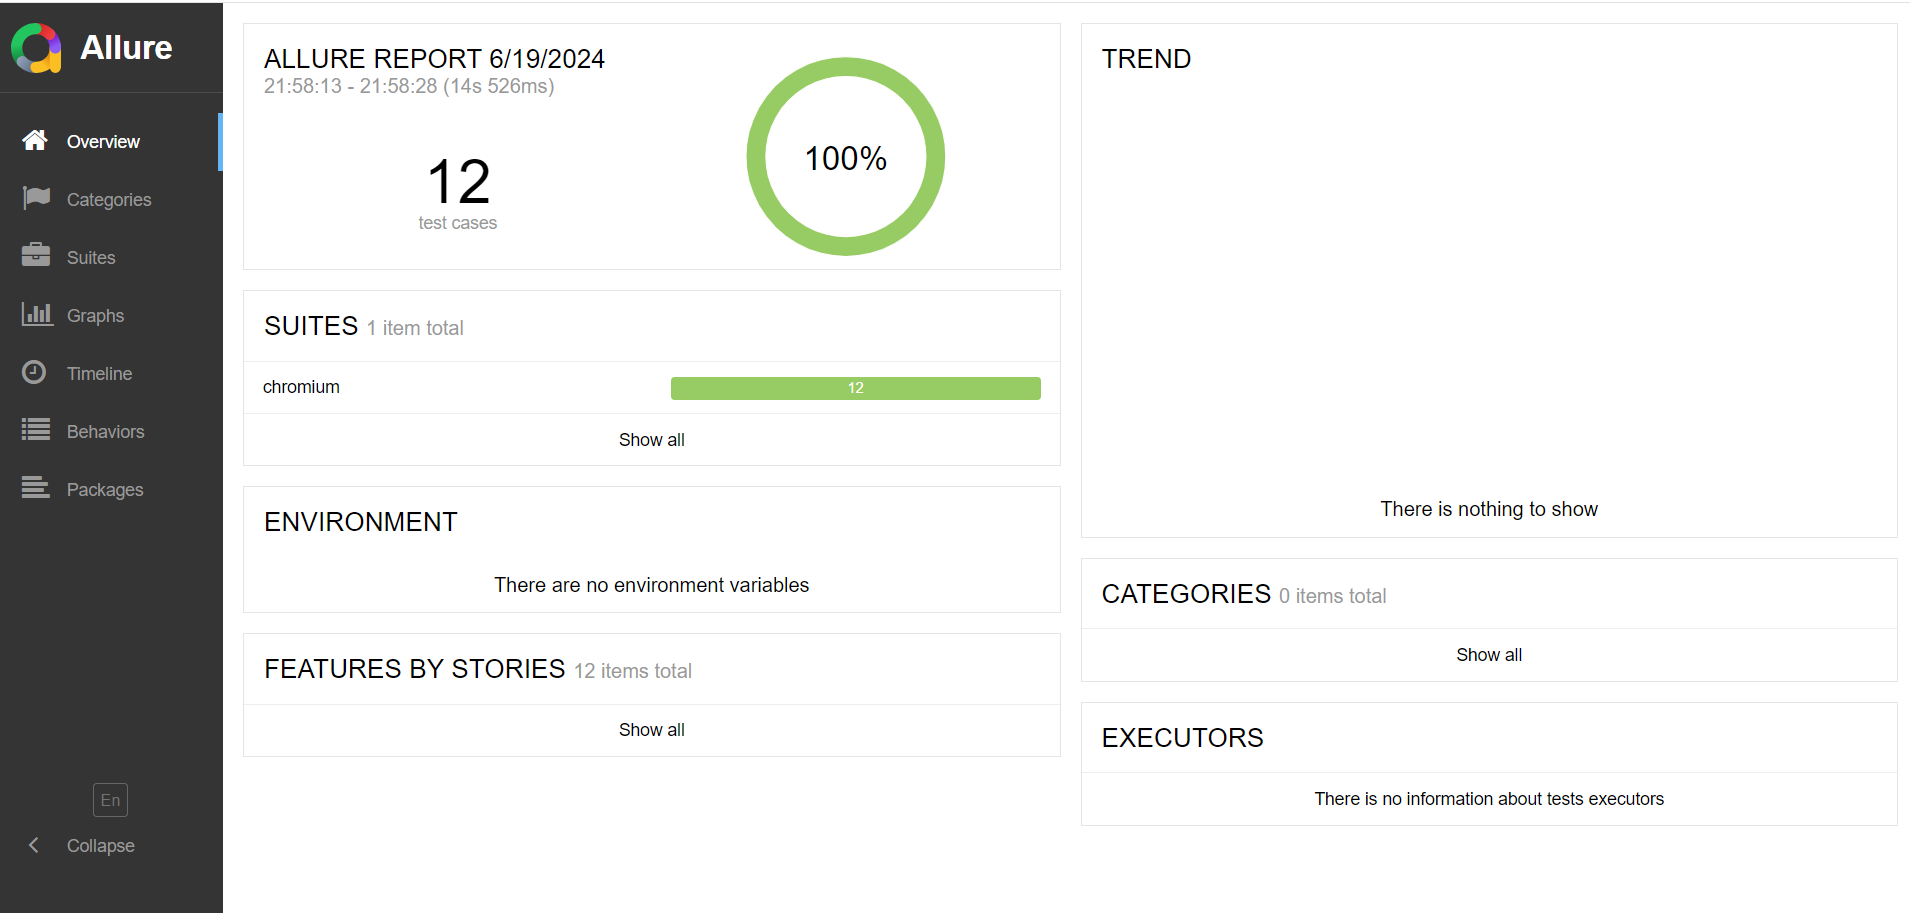 Allure
Overview
Categories
Suites
Graphs
Timeline
Behaviors
Packages
En
Collapse
ALLURE REPORT 6/19/2024
21:58:13 - 21:58:28 (14s 526ms)
12
test cases
100%
SUITES 1 item total
chromium 12
Show all
ENVIRONMENT
There are no environment variables
FEATURES BY STORIES 12 items total
Show all
TREND
There is nothing to show
CATEGORIES 0 items total
Show all
EXECUTORS
There is no information about tests executors